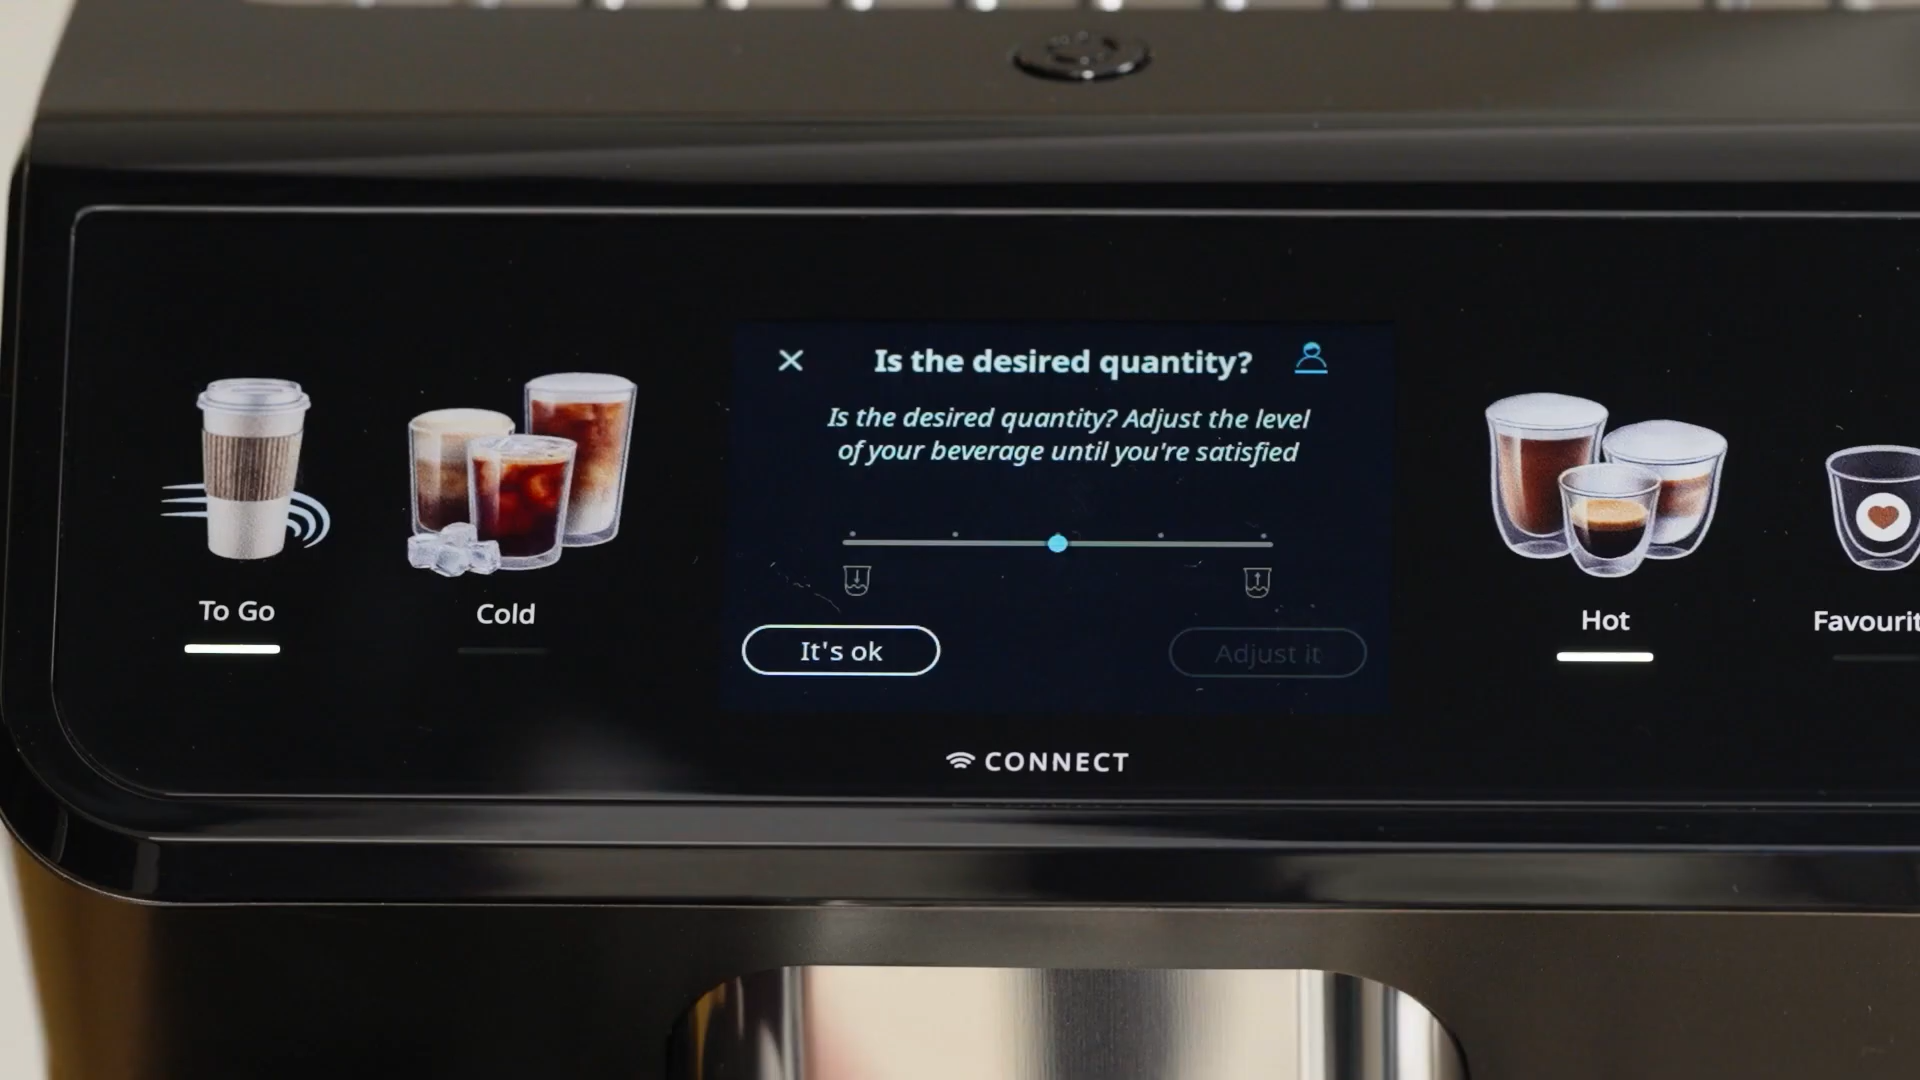 Is the desired quantity?
Is the desired quantity? Adjust the level
of your beverage until you're satisfied
It's ok
Adjust it
To Go
Cold
Hot
Favourit
CONNECT